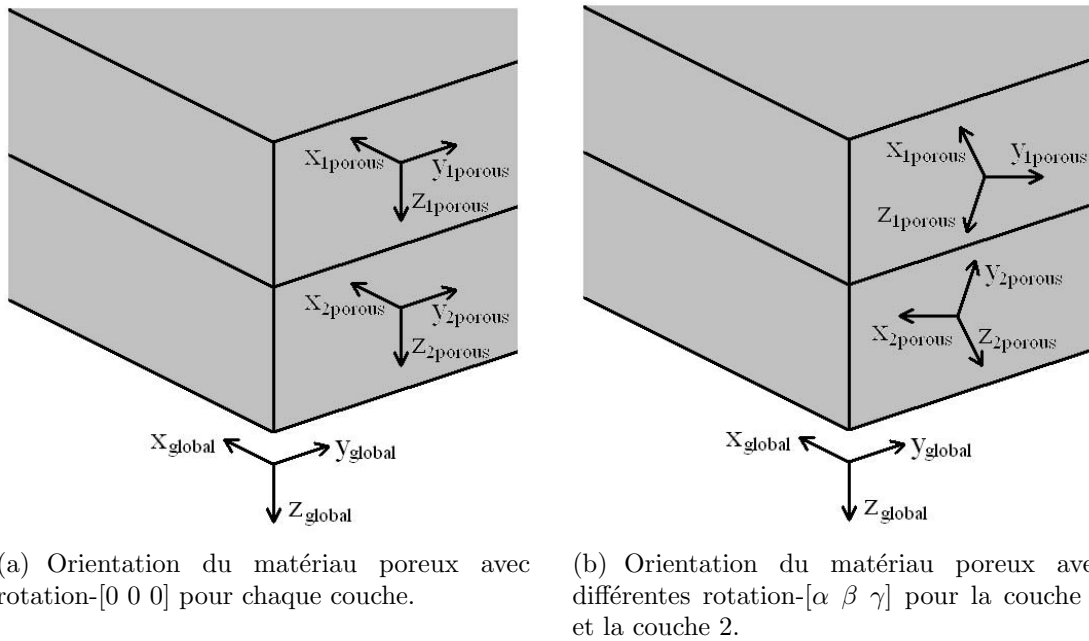 x1porous
y1porous
z1porous
x2porous
y2porous
z2porous
xglobal
yglobal
zglobal
x1porous
y1porous
z1porous
y2porous
x2porous
z2porous
xglobal
yglobal
zglobal
(a) Orientation du matériau poreux avec
rotation-[0 0 0] pour chaque couche.
(b) Orientation du matériau poreux
différentes rotation-[α β γ] pour la couche
et la couche 2.